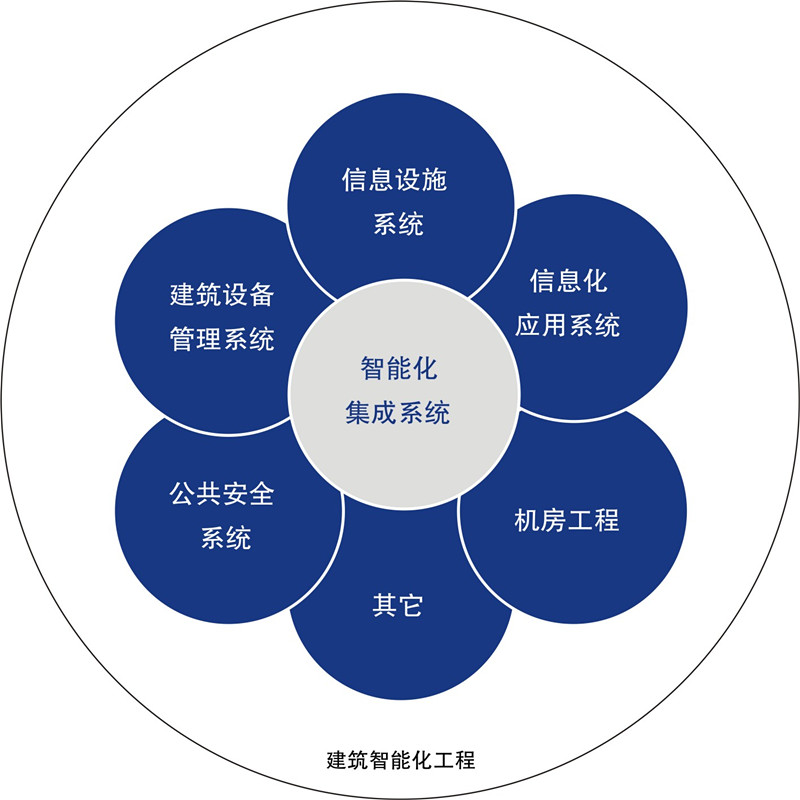 信息设施
系统
信息化
应用系统
建筑设备
管理系统
智能化
集成系统
公共安全
系统
机房工程
其它
建筑智能化工程